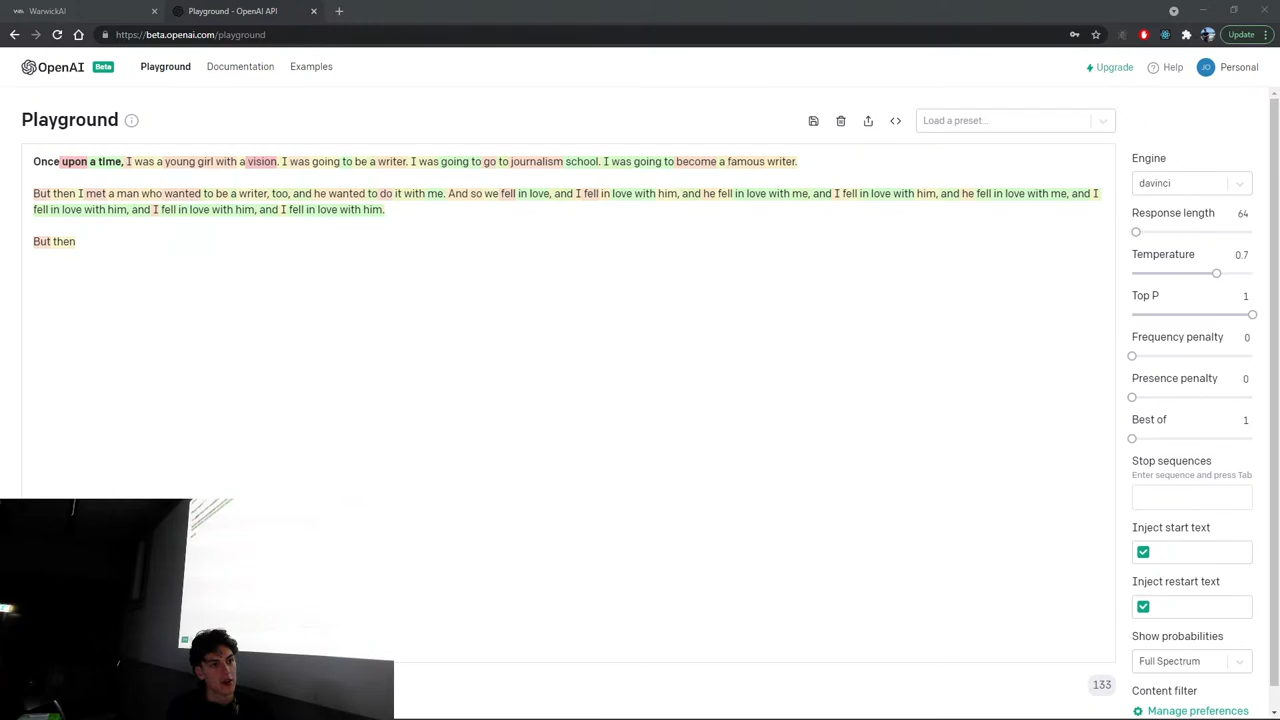 WarwickAI
Playground - OpenAI API
https://beta.openai.com/playground
Update
OpenAI Beta Playground Documentation Examples
Upgrade Help JO Personal
Playground
Load a preset...
Once upon a time, I was a young girl with a vision. I was going to be a writer. I was going to go to journalism school. I was going to become a famous writer.
But then I met a man who wanted to be a writer, too, and he wanted to do it with me. And so we fell in love, and I fell in love with him, and he fell in love with me, and I fell in love with him, and he fell in love with me, and I
fell in love with him, and I fell in love with him, and I fell in love with him.
But then
133
Engine
davinci
Response length 64
Temperature 0.7
Top P 1
Frequency penalty 0
Presence penalty 0
Best of 1
Stop sequences
Enter sequence and press Tab
Inject start text
Inject restart text
Show probabilities
Full Spectrum
Content filter
Manage preferences